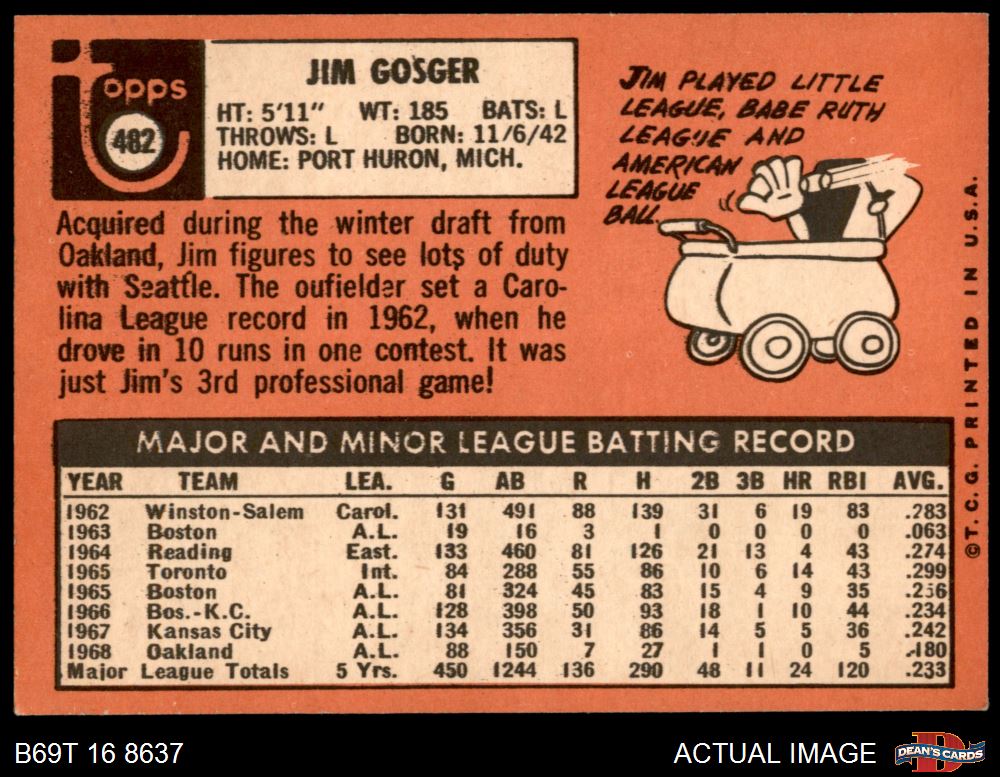 topps
482
JIM GOSGER
HT: 5'11" WT: 185 BATS: L
THROWS: L BORN: 11/6/42
HOME: PORT HURON, MICH.
Acquired during the winter draft from
Oakland, Jim figures to see lots of duty
with Seattle. The oufielder set a Caro-
lina League record in 1962, when he
drove in 10 runs in one contest. It was
just Jim's 3rd professional game!
JIM PLAYED LITTLE
LEAGUE, BABE RUTH
LEAGUE AND
AMERICAN
LEAGUE
BALL.
©T.C.G. PRINTED IN U.S.A.
MAJOR AND MINOR LEAGUE BATTING RECORD
YEAR TEAM LEA. G AB R H 2B 3B HR RBI AVG.
1962 Winston-Salem Carol. 131 491 88 139 31 6 19 83 .283
1963 Boston A.L. 19 16 3 1 0 0 0 0 .063
1964 Reading East. 133 460 81 126 21 13 4 43 .274
1965 Toronto Int. 84 288 55 86 10 6 14 43 .299
1965 Boston A.L. 81 324 45 83 15 4 9 35 .256
1966 Bos.-K.C. A.L. 128 398 50 93 18 1 10 44 .234
1967 Kansas City A.L. 134 356 31 86 14 5 5 36 .242
1968 Oakland A.L. 88 150 7 27 1 1 0 5 .180
Major League Totals 5 Yrs. 450 1244 136 290 48 11 24 120 .233
B69T 16 8637
ACTUAL IMAGE
D
DEAN'S CARDS